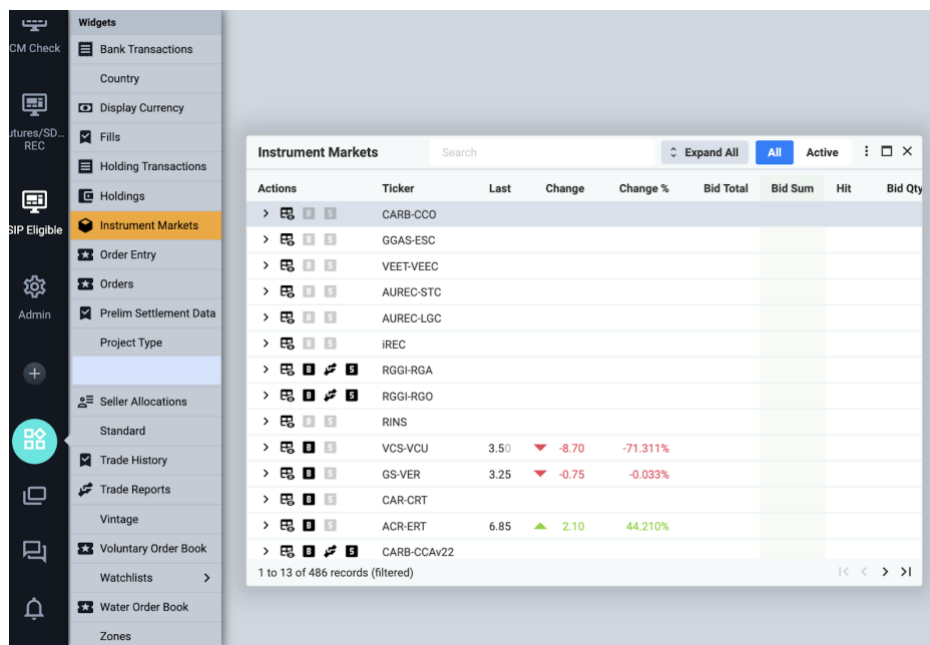 CM Check
utures/SD...
REC
SIP Eligible
Admin
Widgets
Bank Transactions
Country
Display Currency
Fills
Holding Transactions
Holdings
Instrument Markets
Order Entry
Orders
Prelim Settlement Data
Project Type
Seller Allocations
Standard
Trade History
Trade Reports
Vintage
Voluntary Order Book
Watchlists
Water Order Book
Zones
Instrument Markets Search Expand All All Active
Actions Ticker Last Change Change % Bid Total Bid Sum Hit Bid Qty
B S CARB-CCO
B S GGAS-ESC
B S VEET-VEEC
B S AUREC-STC
B S AUREC-LGC
B S iREC
B S RGGI-RGA
B S RGGI-RGO
B S RINS
B S VCS-VCU 3.50 -8.70 -71.311%
B S GS-VER 3.25 -0.75 -0.033%
B S CAR-CRT
B S ACR-ERT 6.85 2.10 44.210%
B S CARB-CCAv22
1 to 13 of 486 records (filtered)